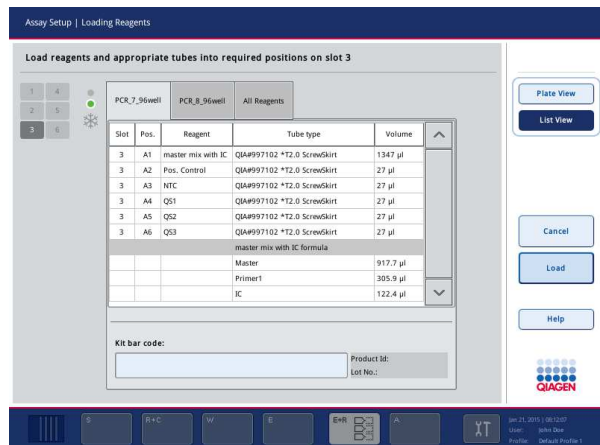 Assay Setup | Loading Reagents
Load reagents and appropriate tubes into required positions on slot 3
1 4
2 5
3 6
PCR_7_96well PCR_8_96well All Reagents
Slot Pos. Reagent Tube type Volume
3 A1 master mix with IC QIA#997102 *T2.0 ScrewSkirt 1347 µl
3 A2 Pos. Control QIA#997102 *T2.0 ScrewSkirt 27 µl
3 A3 NTC QIA#997102 *T2.0 ScrewSkirt 27 µl
3 A4 QS1 QIA#997102 *T2.0 ScrewSkirt 27 µl
3 A5 QS2 QIA#997102 *T2.0 ScrewSkirt 27 µl
3 A6 QS3 QIA#997102 *T2.0 ScrewSkirt 27 µl
master mix with IC formula
Master 917.7 µl
Primer1 305.9 µl
IC 122.4 µl
Kit bar code:
Product Id:
Lot No.:
Plate View
List View
Cancel
Load
Help
QIAGEN
S R+C W E E+R A
Jan 21, 2015 | 08:12:07
User: John Doe
Profile: Default Profile 1